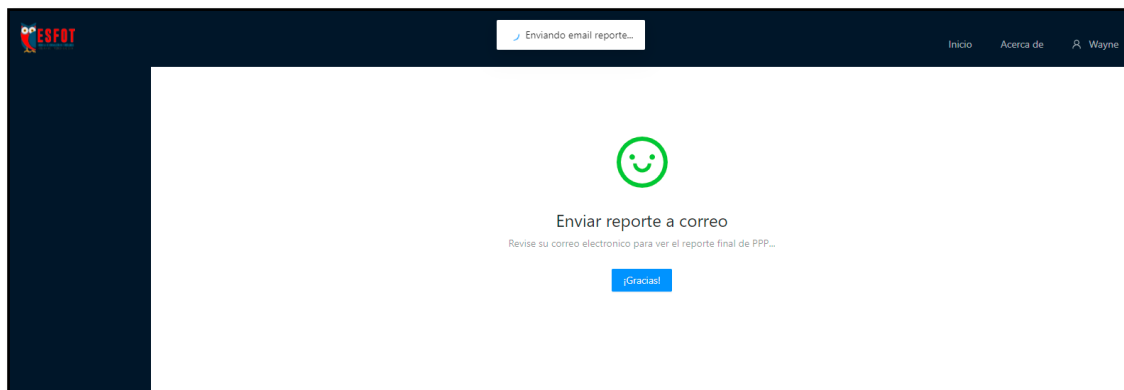 ESFOT
Enviando email reporte...
Inicio
Acerca de
Wayne
Enviar reporte a correo
Revise su correo electronico para ver el reporte final de PPP...
¡Gracias!